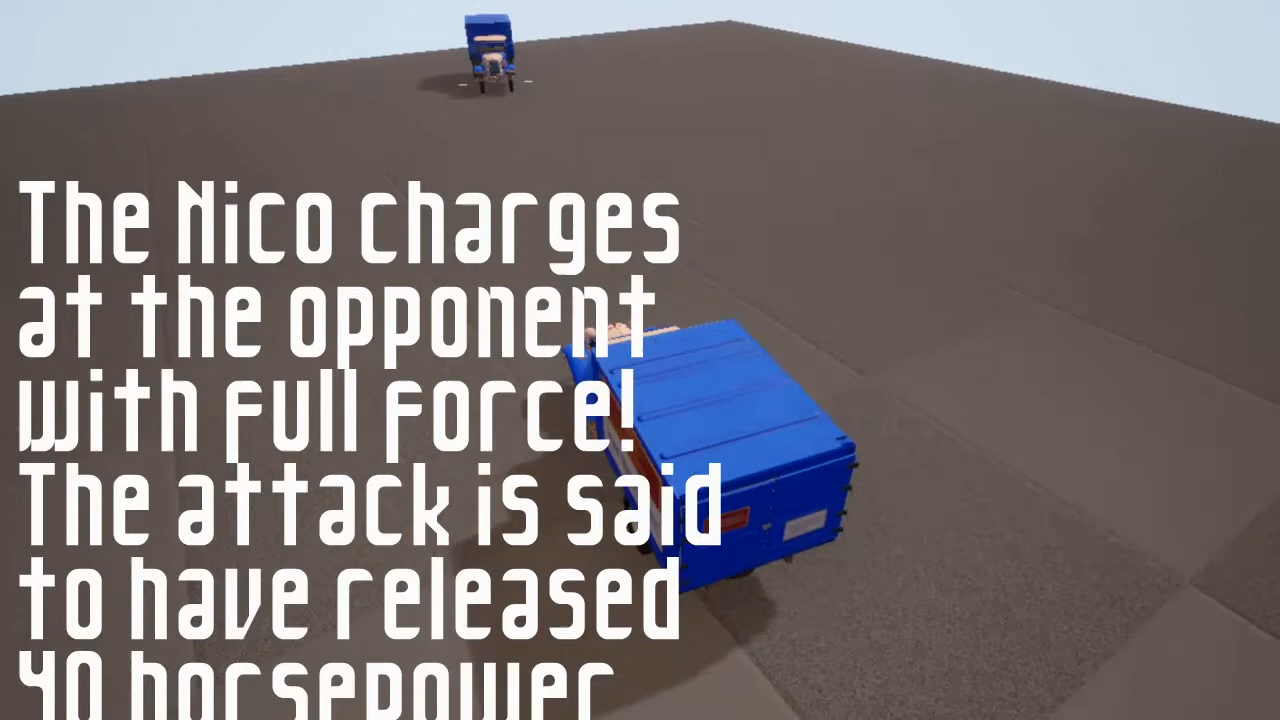 The Nico charges
at the opponent
with full force!
The attack is said
to have released
40 horsepower